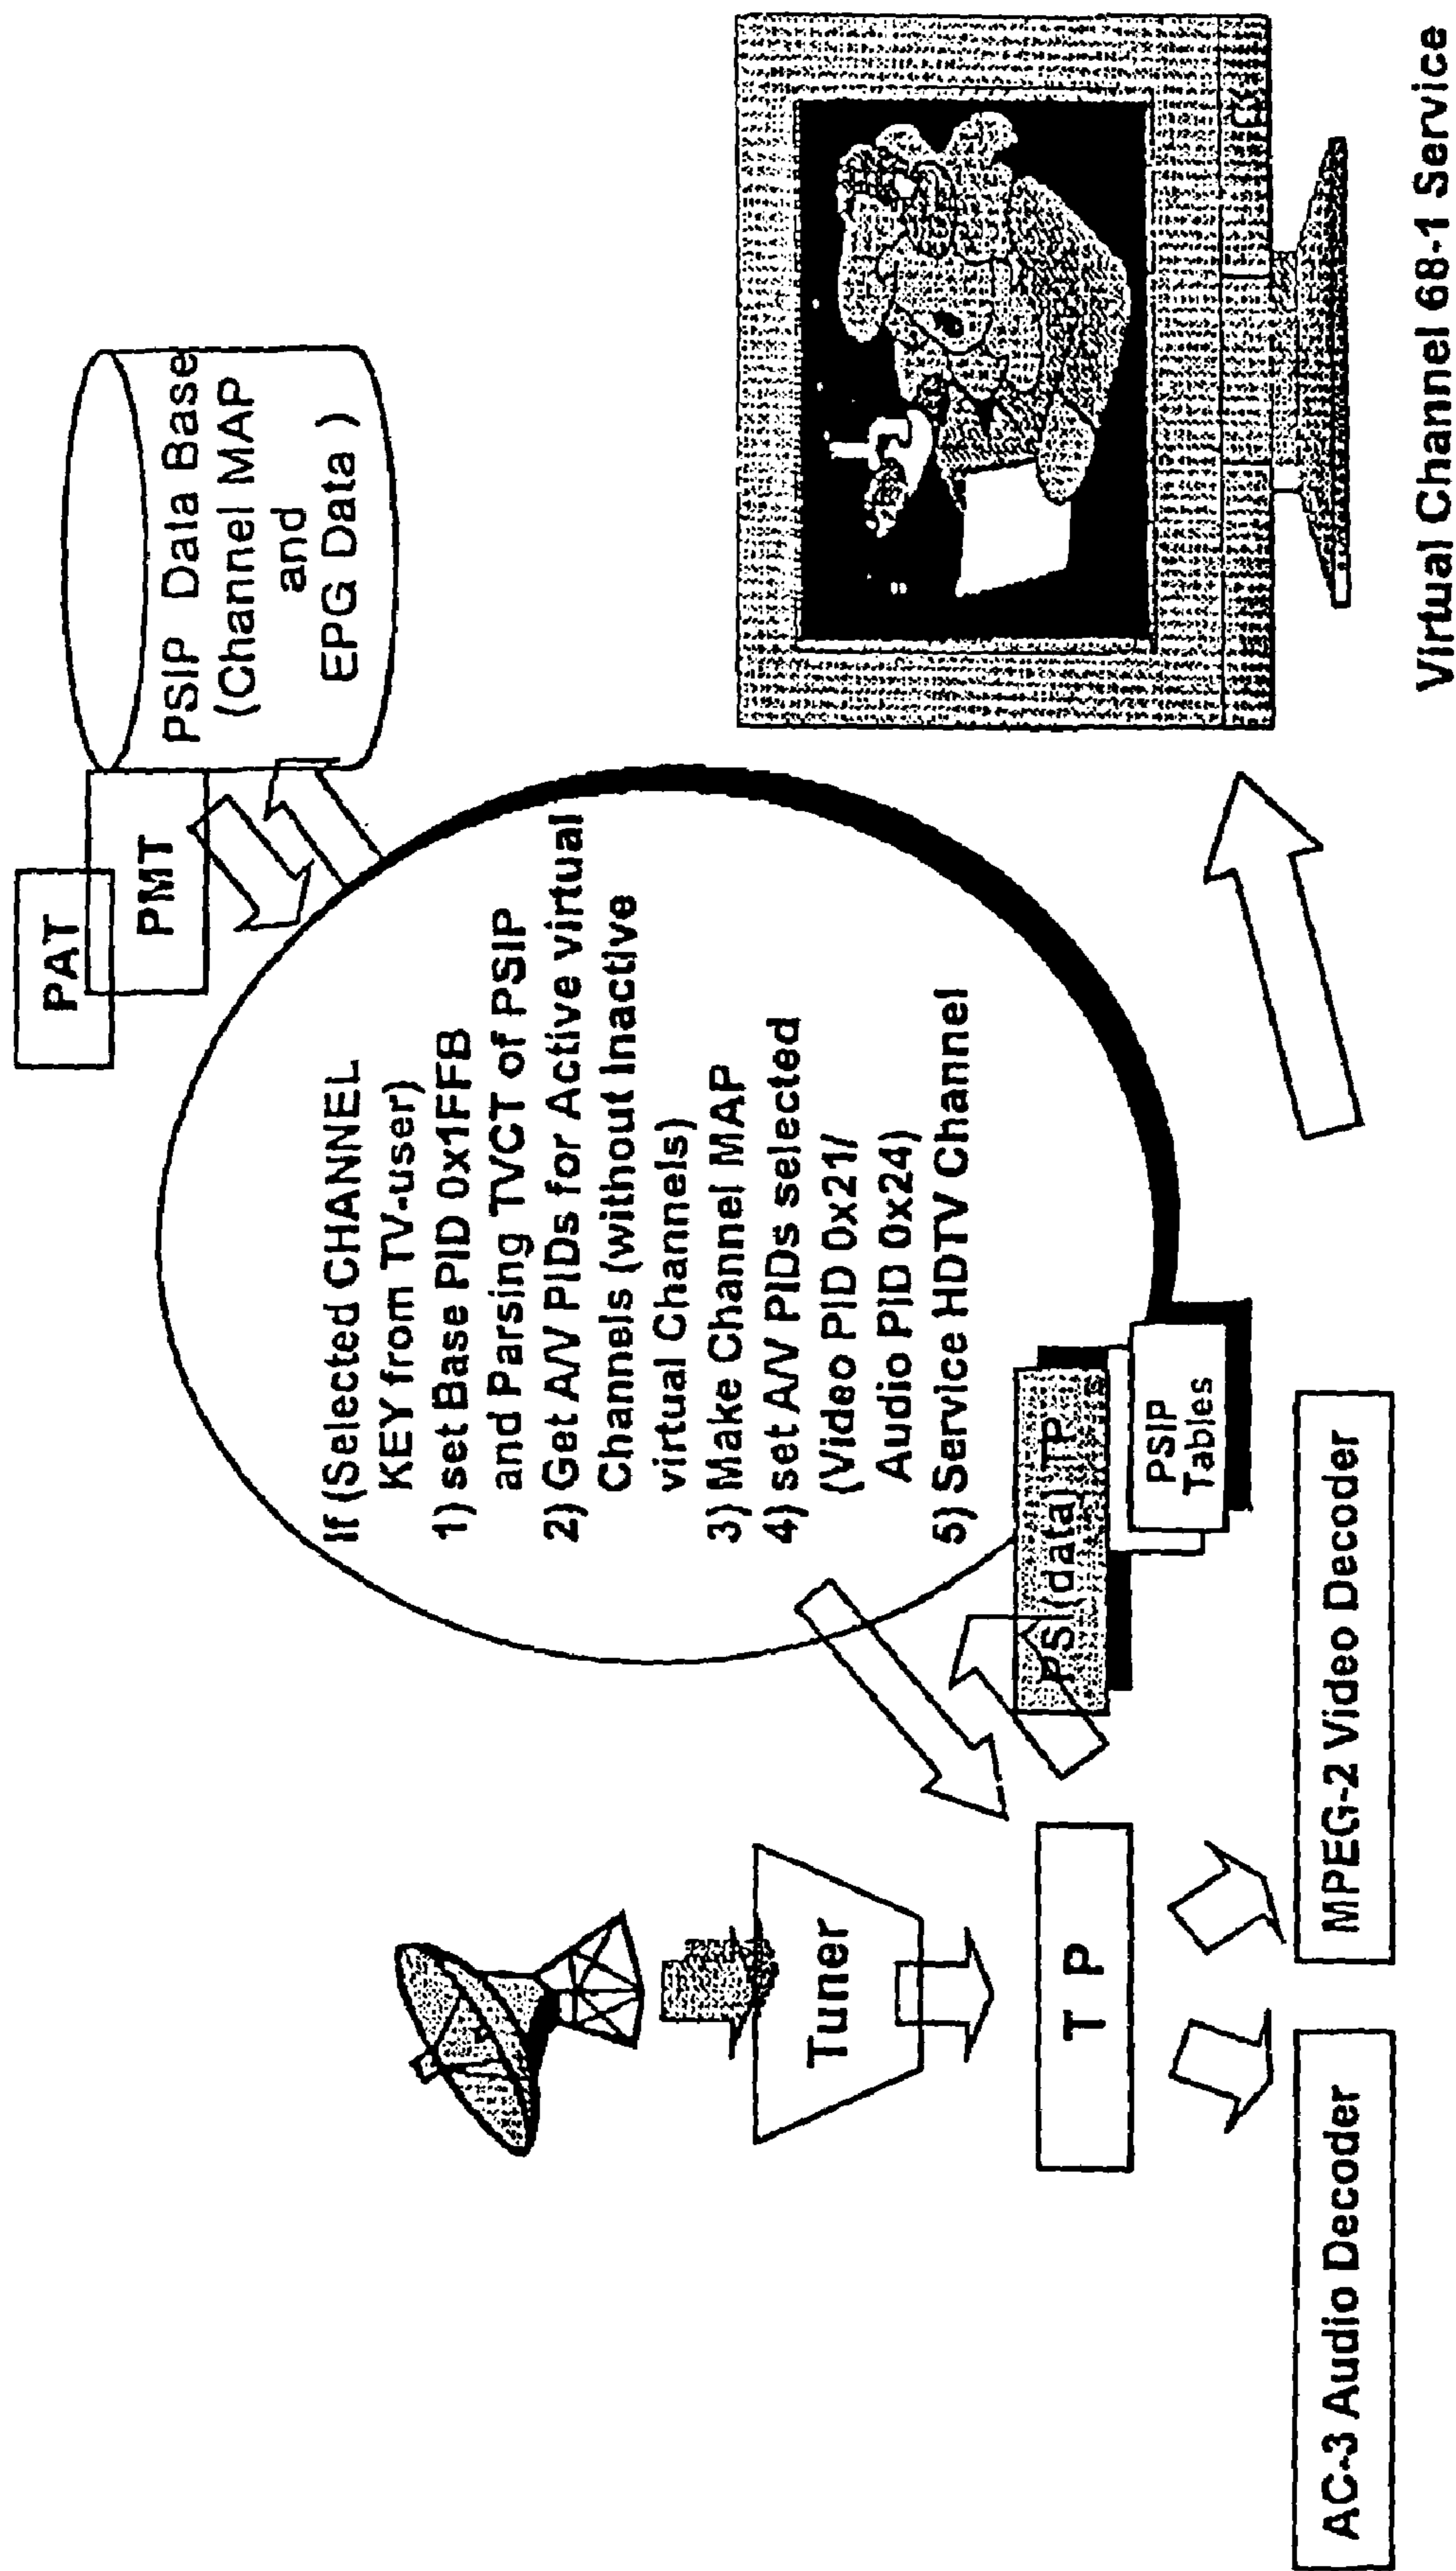 PAT
PMT
PSIP Data Base
(Channel MAP
and
EPG Data )
If (Selected CHANNEL
KEY from TV-user)
1) set Base PID 0x1FFB
and Parsing TVCT of PSIP
2) Get A/V PIDs for Active virtual
Channels (without Inactive
virtual Channels)
3) Make Channel MAP
4) set A/V PIDs selected
(Video PID 0x21/
Audio PID 0x24)
5) Service HDTV Channel
Tuner
T P
PSI(data) TP
PSIP
Tables
AC-3 Audio Decoder
MPEG-2 Video Decoder
Virtual Channel 68-1 Service